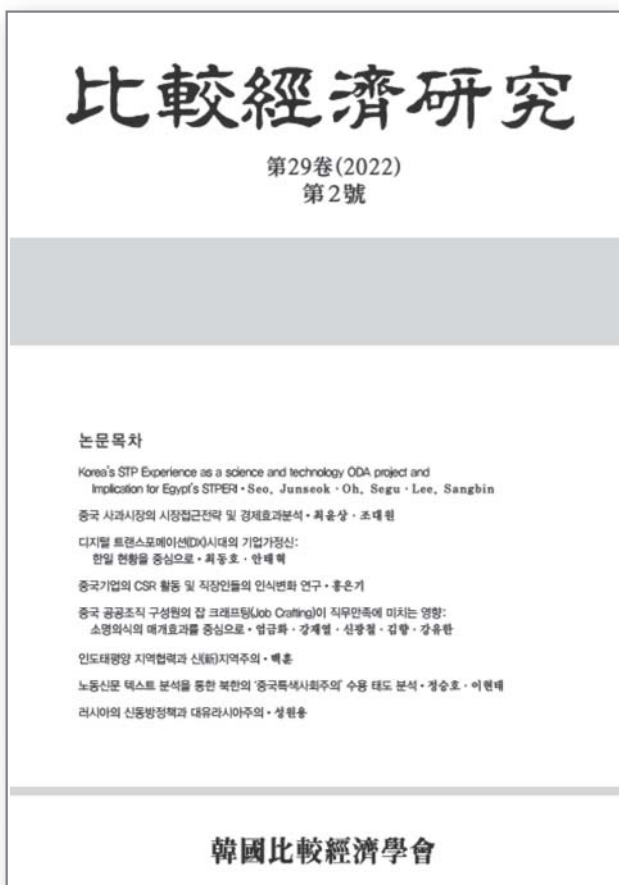 比較經濟硏究
第29卷(2022)
第2號
논문목차
Korea's STP Experience as a science and technology ODA project and
Implication for Egypt's STPERI • Seo, Junseok · Oh, Segu · Lee, Sangbin
중국 사과시장의 시장접근전략 및 경제효과분석 • 최윤상 · 조대원
디지털 트랜스포메이션(DX)시대의 기업가정신:
한일 현황을 중심으로 • 최동호 · 안태혁
중국기업의 CSR 활동 및 직장인들의 인식변화 연구 • 홍은기
중국 공공조직 구성원의 잡 크래프팅(Job Crafting)이 직무만족에 미치는 영향:
소명의식의 매개효과를 중심으로 • 엄금화 · 강재열 · 신광철 · 김향 · 강유한
인도태평양 지역협력과 신(新)지역주의 • 백훈
노동신문 텍스트 분석을 통한 북한의 '중국특색사회주의' 수용 태도 분석 • 정승호 · 이현태
러시아의 신동방정책과 대유라시아주의 • 성원용
韓國比較經濟學會